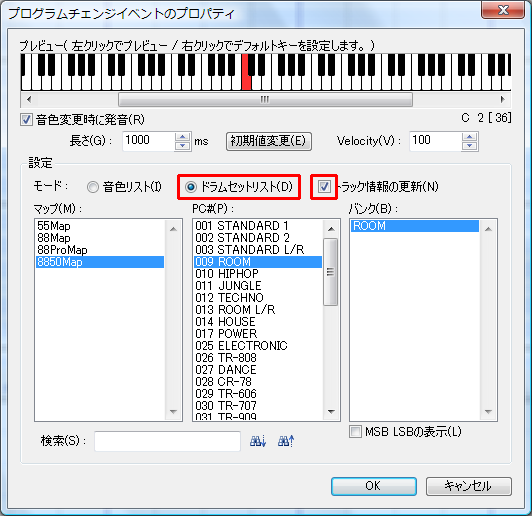 プログラムチェンジイベントのプロパティ
プレビュー( 左クリックでプレビュー / 右クリックでデフォルトキーを設定します。)
音色変更時に発音(R)
C 2 [ 36]
長さ(G): 1000 ms 初期値変更(E) Velocity(V): 100
設定
モード: 音色リスト(I) ドラムセットリスト(D) トラック情報の更新(N)
マップ(M):
55Map
88Map
88ProMap
8850Map
PC#(P):
001 STANDARD 1
002 STANDARD 2
003 STANDARD L/R
009 ROOM
010 HIPHOP
011 JUNGLE
012 TECHNO
013 ROOM L/R
014 HOUSE
017 POWER
025 ELECTRONIC
026 TR-808
027 DANCE
028 CR-78
029 TR-606
030 TR-707
031 TR-909
バンク(B):
ROOM
MSB LSBの表示(L)
検索(S):
OK キャンセル